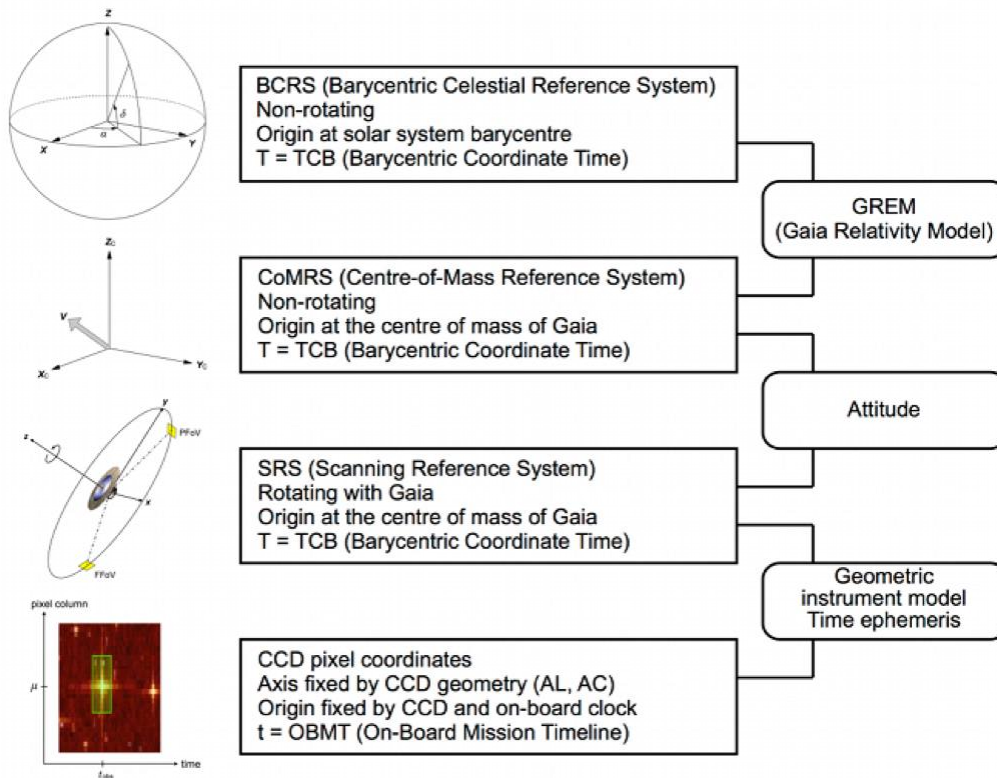 Z
δ
α
X
Y
BCRS (Barycentric Celestial Reference System)
Non-rotating
Origin at solar system barycentre
T = TCB (Barycentric Coordinate Time)
GREM
(Gaia Relativity Model)
Z_C
V
X_C
Y_C
CoMRS (Centre-of-Mass Reference System)
Non-rotating
Origin at the centre of mass of Gaia
T = TCB (Barycentric Coordinate Time)
Attitude
y
z
PFoV
x
FFoV
SRS (Scanning Reference System)
Rotating with Gaia
Origin at the centre of mass of Gaia
T = TCB (Barycentric Coordinate Time)
Geometric
instrument model
Time ephemeris
pixel column
μ
time
t_obs
CCD pixel coordinates
Axis fixed by CCD geometry (AL, AC)
Origin fixed by CCD and on-board clock
t = OBMT (On-Board Mission Timeline)